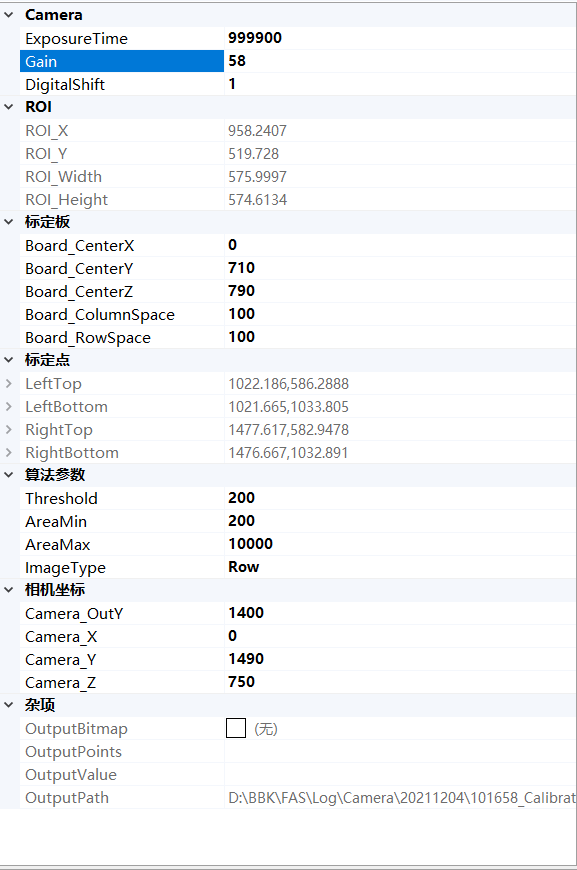 Camera
ExposureTime 999900
Gain 58
DigitalShift 1
ROI
ROI_X 958.2407
ROI_Y 519.728
ROI_Width 575.9997
ROI_Height 574.6134
标定板
Board_CenterX 0
Board_CenterY 710
Board_CenterZ 790
Board_ColumnSpace 100
Board_RowSpace 100
标定点
LeftTop 1022.186,586.2888
LeftBottom 1021.665,1033.805
RightTop 1477.617,582.9478
RightBottom 1476.667,1032.891
算法参数
Threshold 200
AreaMin 200
AreaMax 10000
ImageType Row
相机坐标
Camera_OutY 1400
Camera_X 0
Camera_Y 1490
Camera_Z 750
杂项
OutputBitmap (无)
OutputPoints
OutputValue
OutputPath D:\BBK\FAS\Log\Camera\20211204\101658_Calibrat